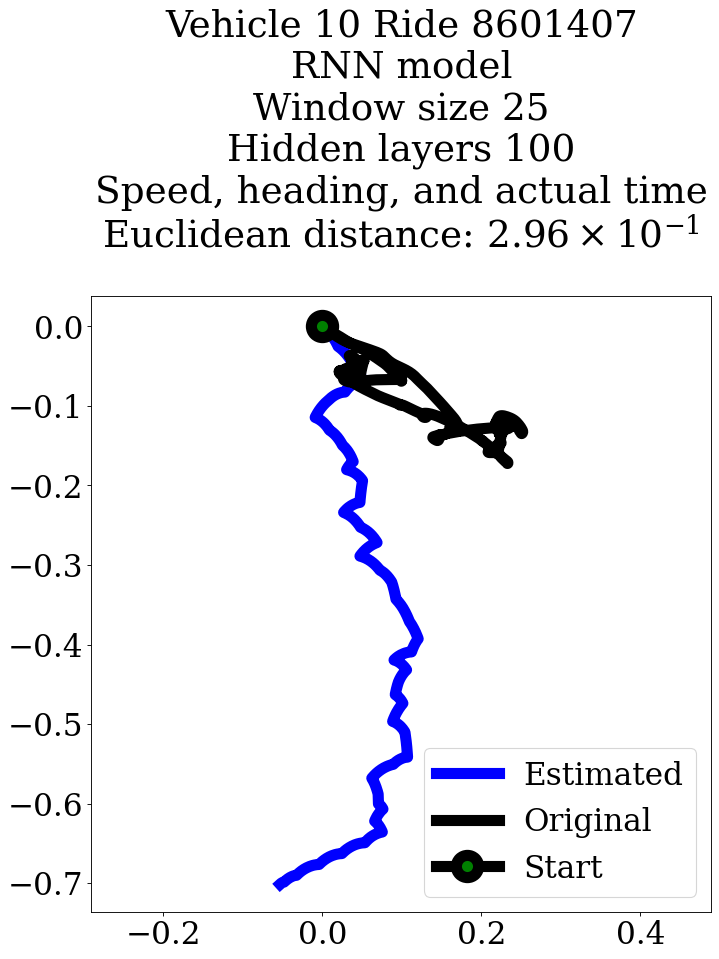 Vehicle 10 Ride 8601407
RNN model
Window size 25
Hidden layers 100
Speed, heading, and actual time
Euclidean distance: 2.96 × 10⁻¹
0.0
−0.1
−0.2
−0.3
−0.4
−0.5
−0.6
−0.7
Estimated
Original
Start
−0.2 0.0 0.2 0.4